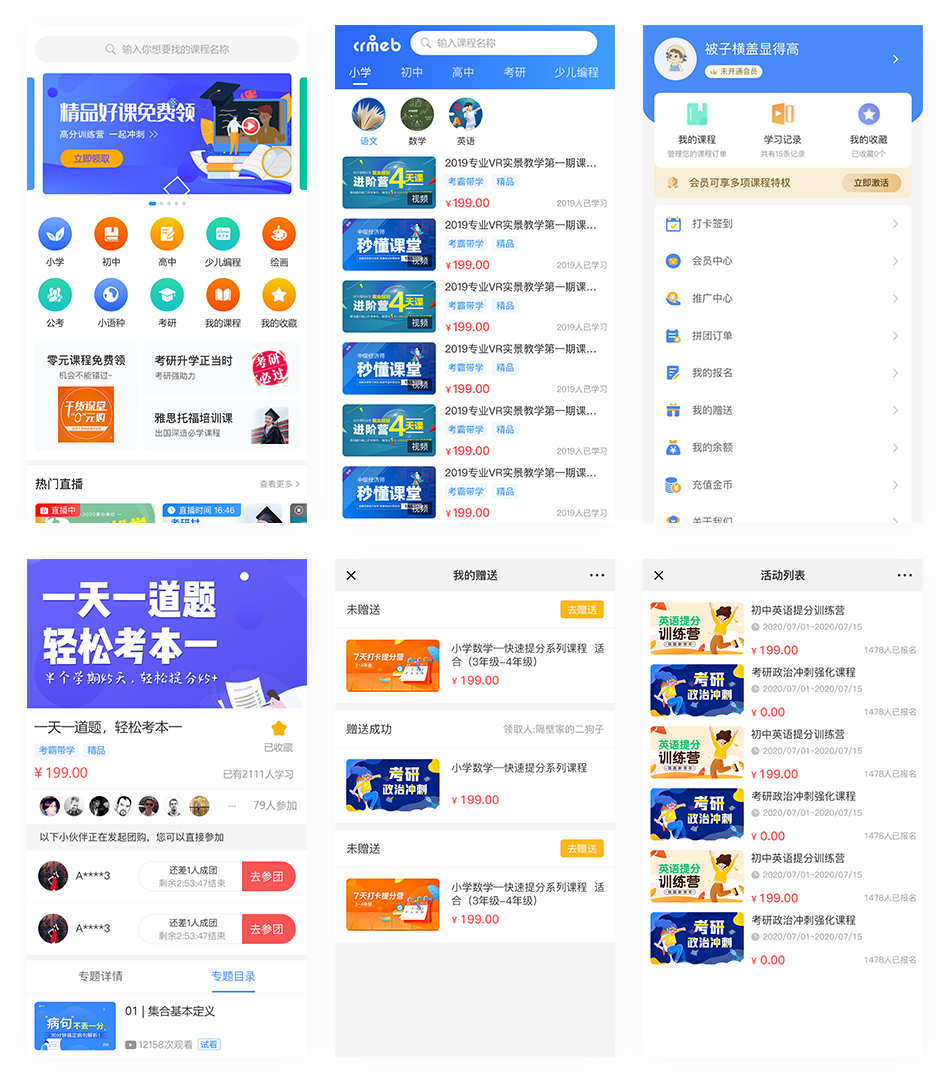 输入你想要找的课程名称
精品好课免费领
高分训练营 一起冲刺 >>
立即领取
小学
初中
高中
少儿编程
绘画
公考
小语种
考研
我的课程
我的收藏
零元课程免费领
机会不能错过~
干货课堂
"0"元购
考研升学正当时
考研强助力
考研
必过
雅思托福培训课
出国深造必学课程
热门直播
查看更多 >
直播中
直播时间 16:46
crmeb
输入课程名称
小学 初中 高中 考研 少儿编程
语文 数学 英语
进阶营4天课
视频
2019专业VR实景教学第一期课...
考霸带学 精品
¥199.00
2019人已学习
中级经济师
秒懂课堂
视频
2019专业VR实景教学第一期课...
考霸带学 精品
¥199.00
2019人已学习
进阶营4天课
视频
2019专业VR实景教学第一期课...
考霸带学 精品
¥199.00
2019人已学习
中级经济师
秒懂课堂
视频
2019专业VR实景教学第一期课...
考霸带学 精品
¥199.00
2019人已学习
进阶营4天课
视频
2019专业VR实景教学第一期课...
考霸带学 精品
¥199.00
2019人已学习
中级经济师
秒懂课堂
视频
2019专业VR实景教学第一期课...
考霸带学 精品
¥199.00
2019人已学习
被子横盖显得高
未开通会员
我的课程
管理您的课程订单
学习记录
共有15条记录
我的收藏
已收藏0个
会员可享多项课程特权
立即激活
打卡签到
会员中心
推广中心
拼团订单
我的报名
我的赠送
我的余额
充值金币
关于我们
一天一道题
轻松考本一
半个学期45天，轻松提分45+
一天一道题，轻松考本一
已收藏
考霸带学 精品
¥199.00
已有2111人学习
··· 79人参加
以下小伙伴正在发起团购，您可以直接参加
A****3
还差1人成团
剩余2:53:47结束
去参团
A****3
还差1人成团
剩余2:53:47结束
去参团
专题详情 专题目录
病句不丢一分
30分钟搞定病句解析！
01 | 集合基本定义
12158次观看 试看
我的赠送
未赠送
去赠送
7天打卡提分营
3-4年级
小学数学—快速提分系列课程 适
合（3年级–4年级）
¥ 199.00
赠送成功
领取人:隔壁家的二狗子
考研
政治冲刺
小学数学—快速提分系列课程
¥ 199.00
未赠送
去赠送
7天打卡提分营
3-4年级
小学数学—快速提分系列课程 适
合（3年级–4年级）
¥ 199.00
活动列表
英语提分
训练营
初中英语提分训练营
2020/07/01~2020/07/15
¥ 199.00
1478人已报名
考研
政治冲刺
考研政治冲刺强化课程
2020/07/01~2020/07/15
¥ 0.00
1478人已报名
英语提分
训练营
初中英语提分训练营
2020/07/01~2020/07/15
¥ 199.00
1478人已报名
考研
政治冲刺
考研政治冲刺强化课程
2020/07/01~2020/07/15
¥ 0.00
1478人已报名
英语提分
训练营
初中英语提分训练营
2020/07/01~2020/07/15
¥ 199.00
1478人已报名
考研
政治冲刺
考研政治冲刺强化课程
2020/07/01~2020/07/15
¥ 0.00
1478人已报名